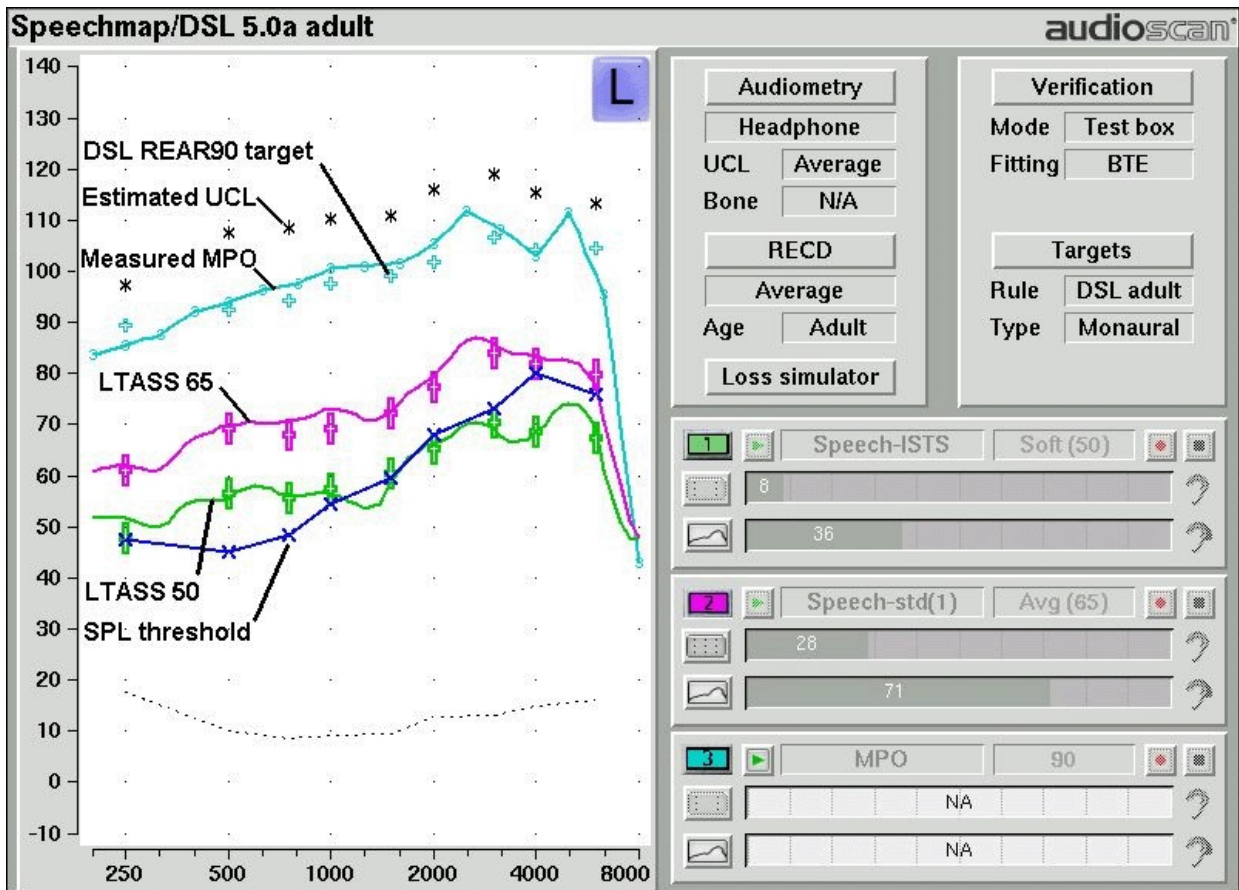 Speechmap/DSL 5.0a adult
audioscan
140
130
120
110
100
90
80
70
60
50
40
30
20
10
0
-10
250 500 1000 2000 4000 8000
L
DSL REAR90 target
Estimated UCL
Measured MPO
LTASS 65
LTASS 50
SPL threshold
Audiometry
Headphone
UCL Average
Bone N/A
RECD
Average
Age Adult
Loss simulator
Verification
Mode Test box
Fitting BTE
Targets
Rule DSL adult
Type Monaural
1 Speech-ISTS Soft (50)
8
36
2 Speech-std(1) Avg (65)
28
71
3 MPO 90
NA
NA